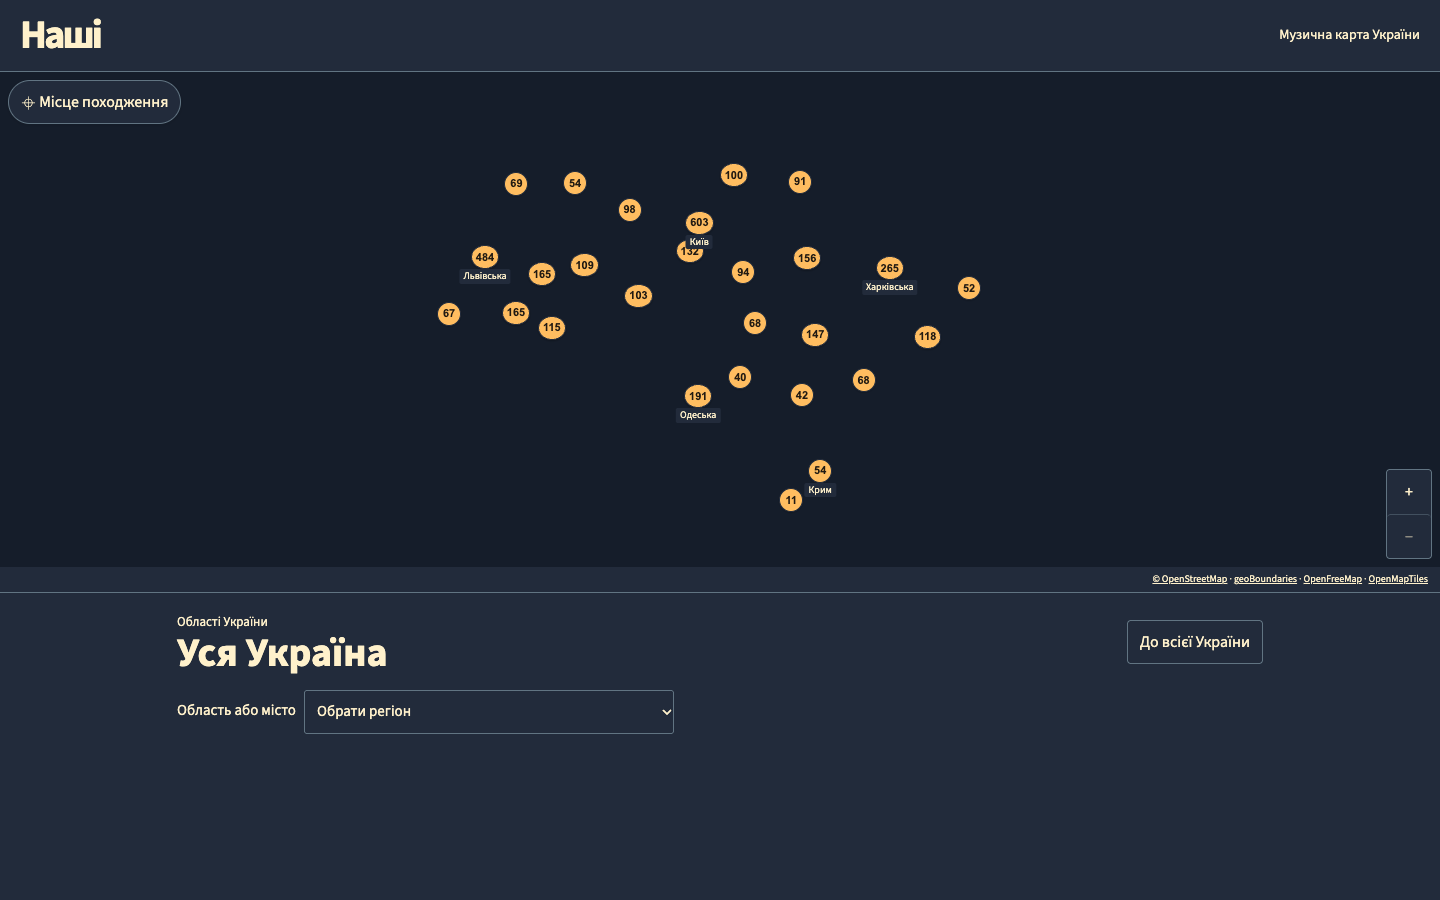 Наші
Музична карта України
Місце походження
100
91
69
54
98
603
Київ
132
484
Львівська
165
109
94
156
265
Харківська
52
103
67
165
115
68
147
118
40
68
191
Одеська
42
54
Крим
11
+
−
© OpenStreetMap · geoBoundaries · OpenFreeMap · OpenMapTiles
Області України
Уся Україна
До всієї України
Область або місто
Обрати регіон